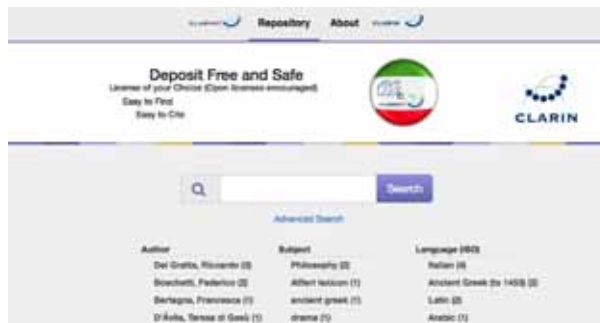 Repository About
Deposit Free and Safe
License of your Choice (Open licenses encouraged)
Easy to Find
Easy to Cite
CLARIN
Search
Advanced Search
Author Subject Language (ISO)
Del Gratta, Riccardo (3) Philosophy (2) Italian (4)
Boschetti, Federico (2) Alfieri lexicon (1) Ancient Greek (to 1453) (2)
Bertagna, Francesca (1) ancient greek (1) Latin (2)
D'Ávila, Teresa di Gesù (1) drama (1) Arabic (1)